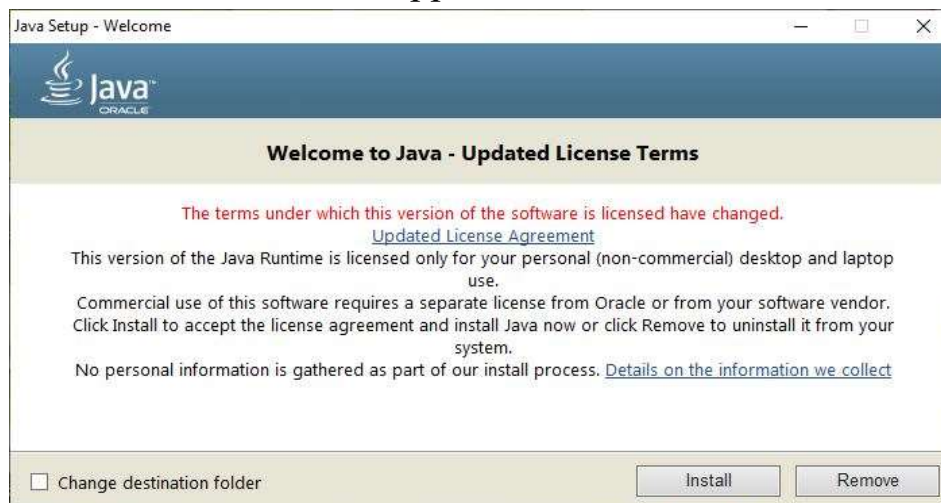 Java Setup - Welcome
Java
ORACLE
Welcome to Java - Updated License Terms
The terms under which this version of the software is licensed have changed.
Updated License Agreement
This version of the Java Runtime is licensed only for your personal (non-commercial) desktop and laptop
use.
Commercial use of this software requires a separate license from Oracle or from your software vendor.
Click Install to accept the license agreement and install Java now or click Remove to uninstall it from your
system.
No personal information is gathered as part of our install process. Details on the information we collect
Change destination folder
Install
Remove